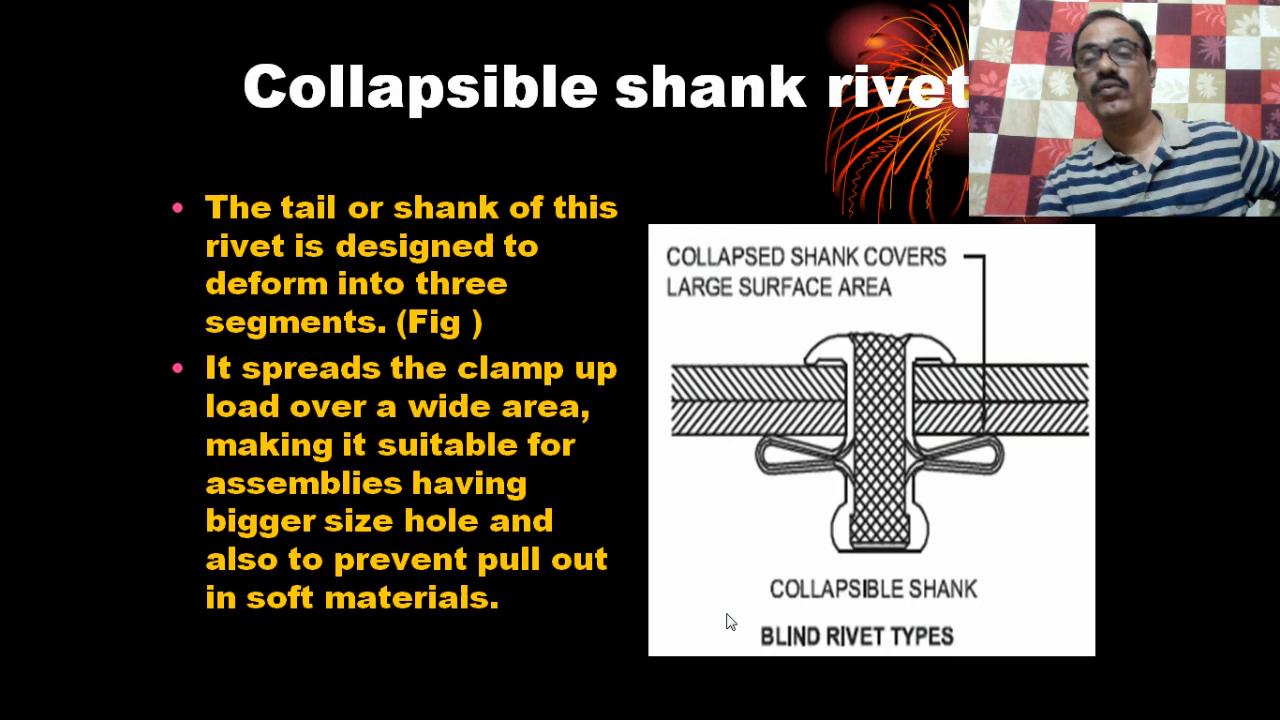 Collapsible shank rivet
• The tail or shank of this
rivet is designed to
deform into three
segments. (Fig )
• It spreads the clamp up
load over a wide area,
making it suitable for
assemblies having
bigger size hole and
also to prevent pull out
in soft materials.
COLLAPSED SHANK COVERS
LARGE SURFACE AREA
COLLAPSIBLE SHANK
BLIND RIVET TYPES